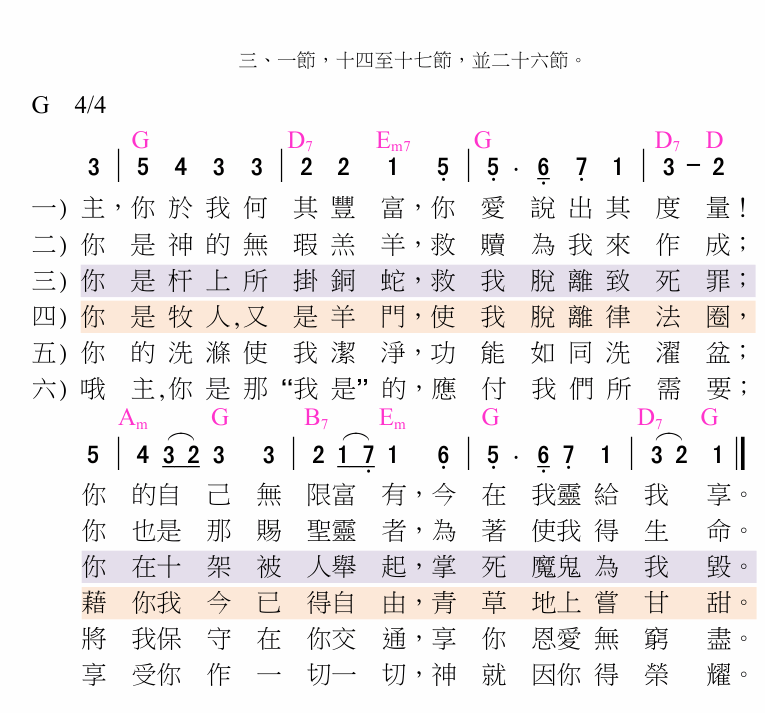 三、一節，十四至十七節，並二十六節。
G 4/4
G D7 Em7 G D7 D
3 | 5 4 3 3 | 2 2 1 5 | 5 · 6 7 1 | 3 – 2
一) 主，你於我何其豐富，你愛說出其度量!
二) 你是神的無瑕羔羊，救贖為我來作成；
三) 你是杆上所掛銅蛇，救我脫離致死罪；
四) 你是牧人,又是羊門，使我脫離律法圈，
五) 你的洗滌使我潔淨，功能如同洗濯盆；
六) 哦主,你是那“我是”的，應付我們所需要；
Am G B7 Em G D7 G
5 | 4 3 2 3 3 | 2 1 7 1 6 | 5 · 6 7 1 | 3 2 1 ||
你的自己無限富有，今在我靈給我享。
你也是那賜聖靈者，為著使我得生命。
你在十架被人舉起，掌死魔鬼為我毀。
藉你我今已得自由，青草地上嘗甘甜。
將我保守在你交通，享你恩愛無窮盡。
享受你作一切一切，神就因你得榮耀。